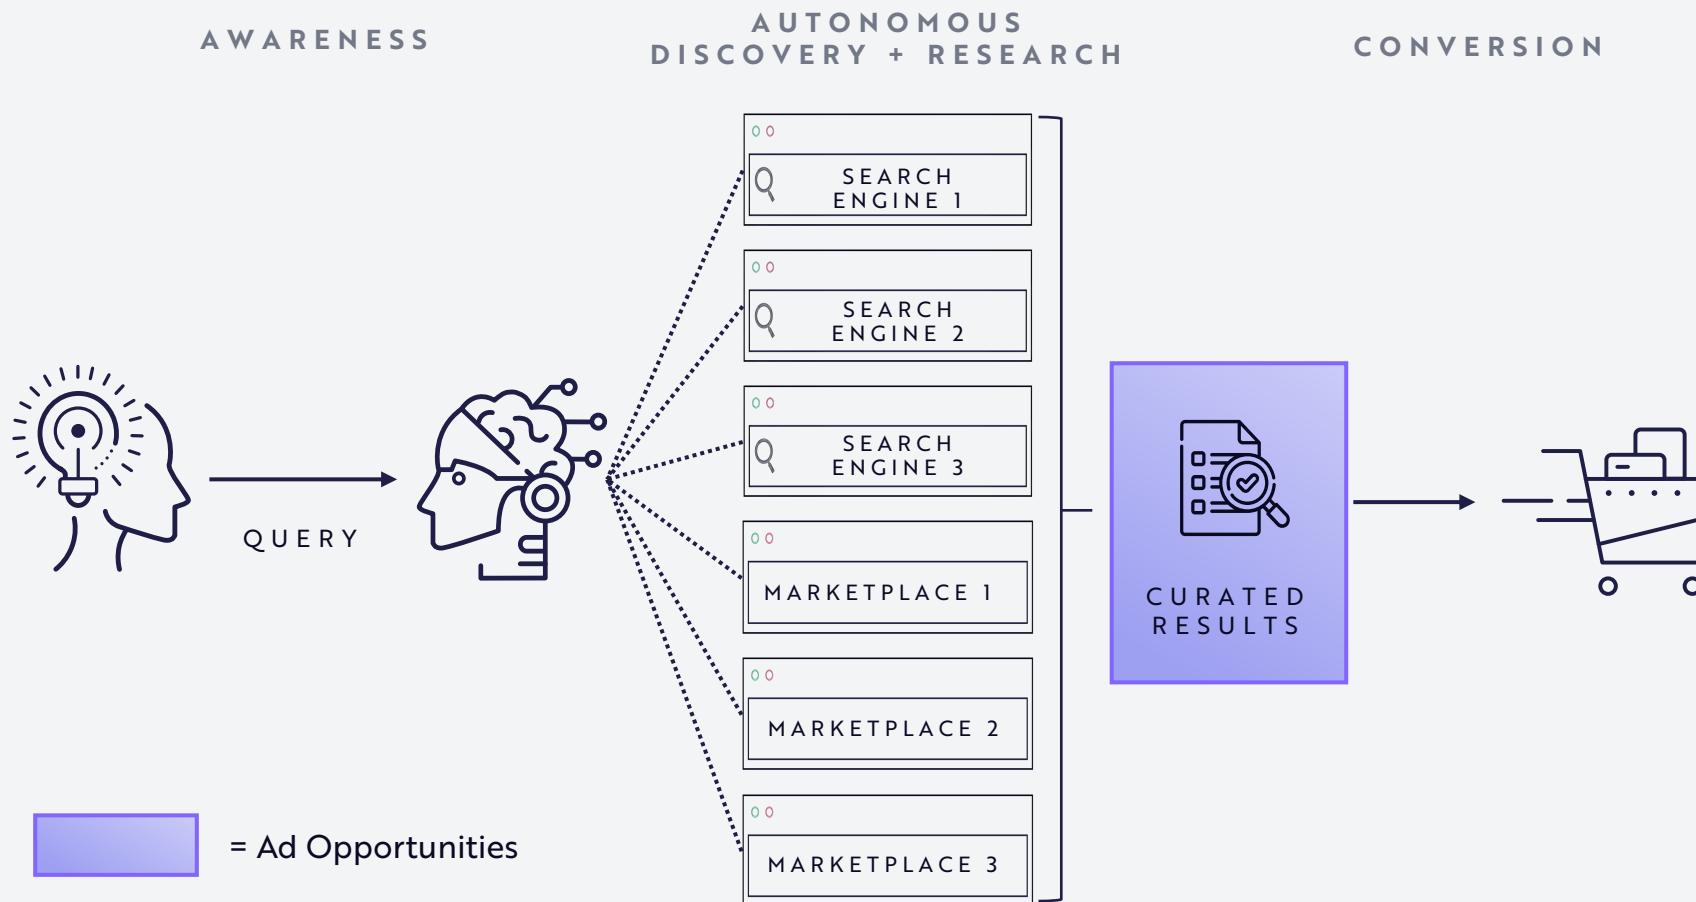 AWARENESS
AUTONOMOUS
DISCOVERY + RESEARCH
CONVERSION
SEARCH
ENGINE 1
SEARCH
ENGINE 2
SEARCH
ENGINE 3
QUERY
MARKETPLACE 1
CURATED
RESULTS
MARKETPLACE 2
MARKETPLACE 3
= Ad Opportunities